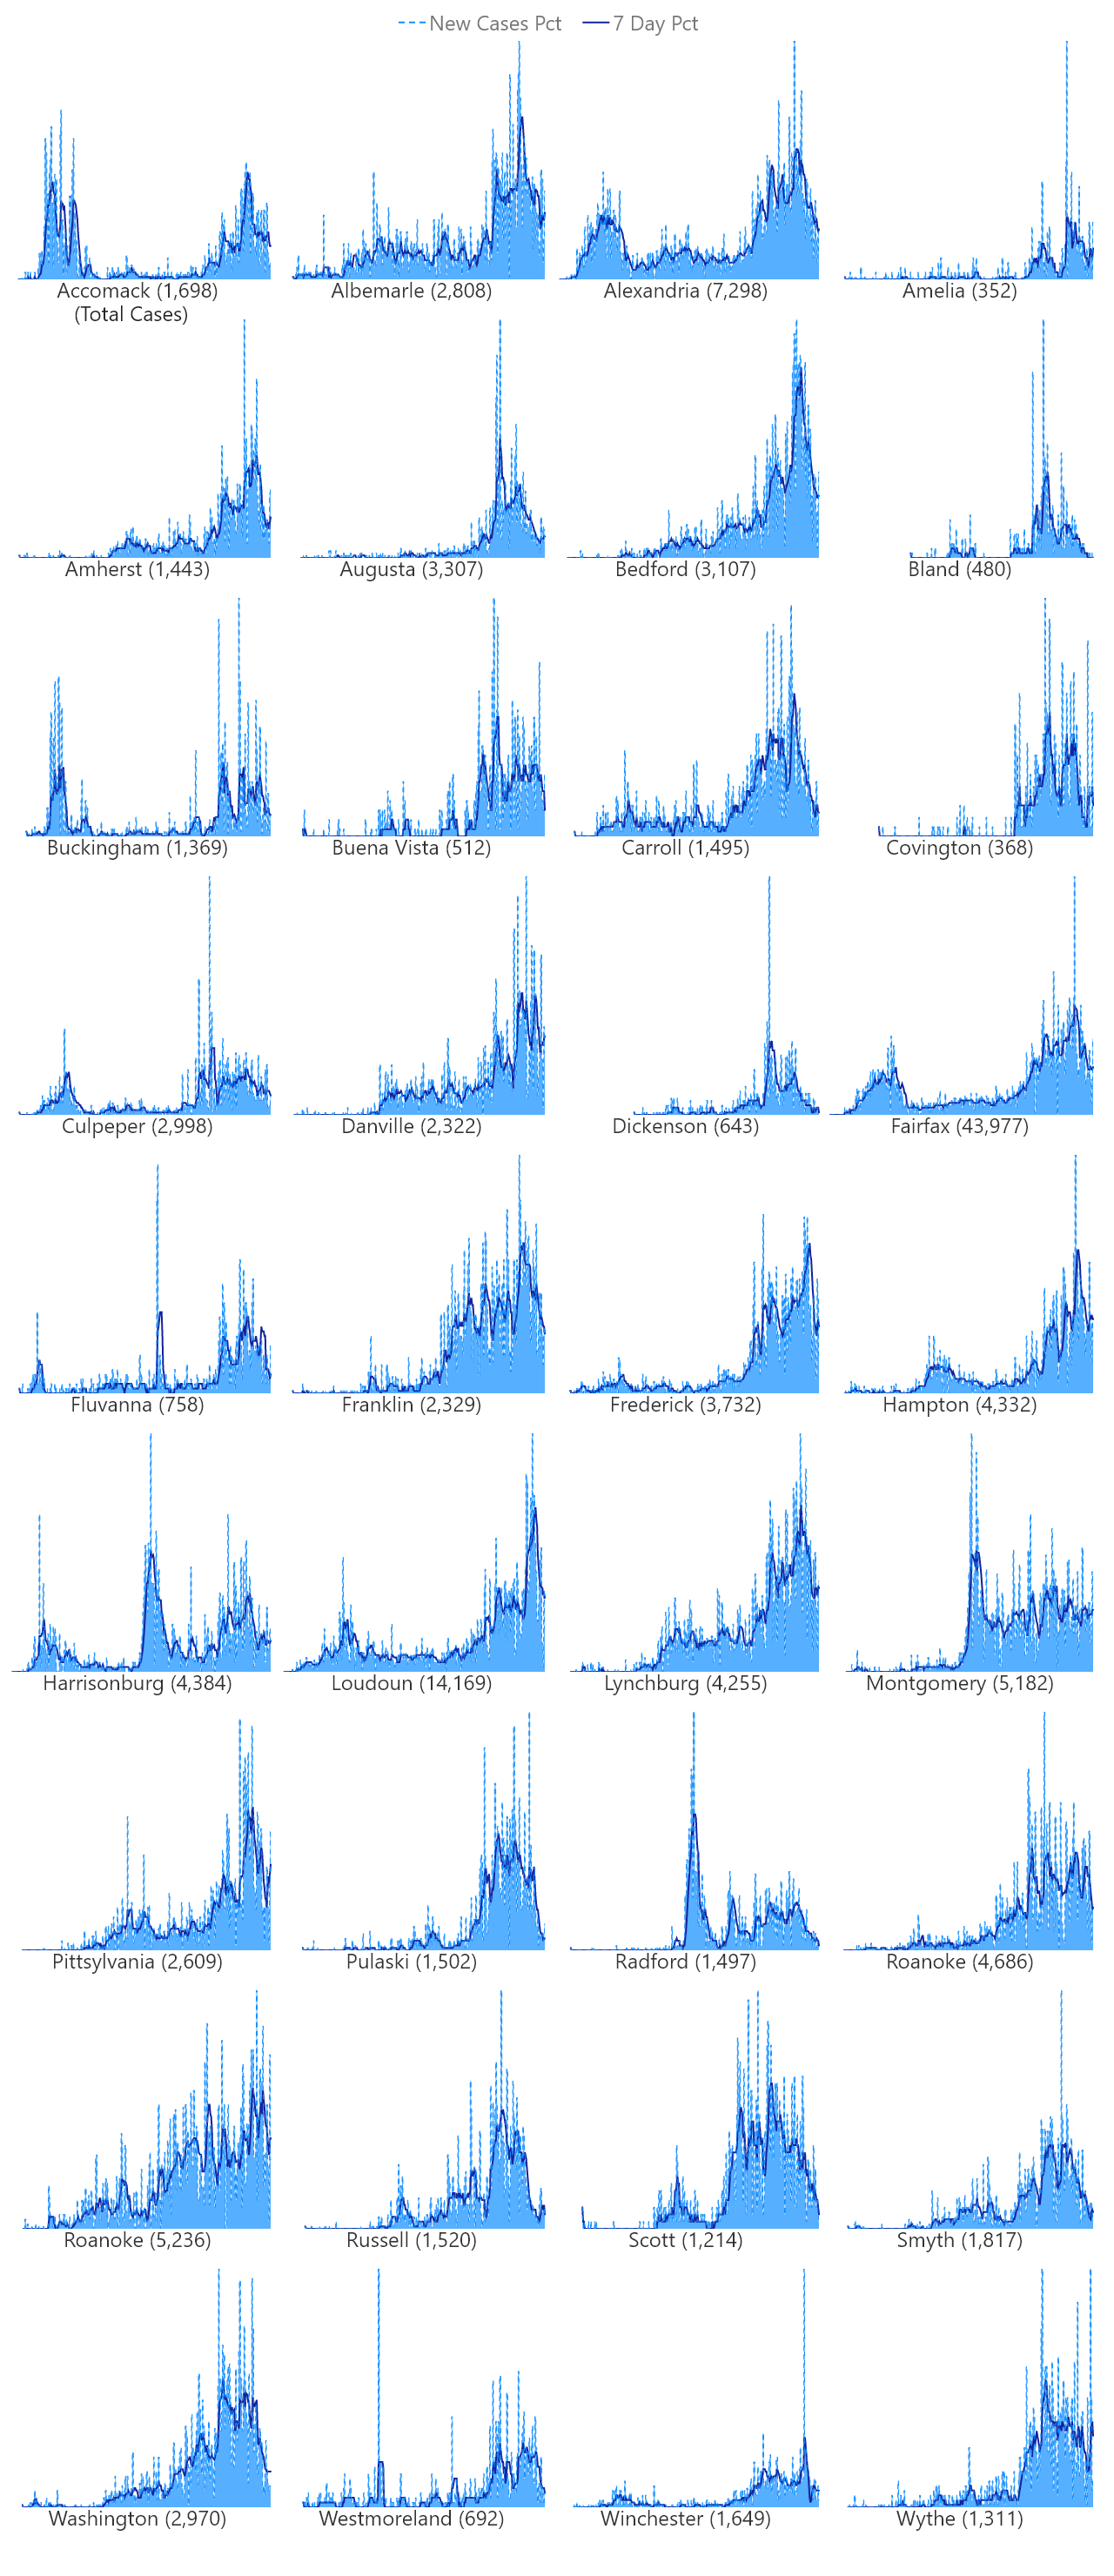 New Cases Pct 7 Day Pct
Accomack (1,698) Albemarle (2,808) Alexandria (7,298) Amelia (352)
(Total Cases)
Amherst (1,443) Augusta (3,307) Bedford (3,107) Bland (480)
Buckingham (1,369) Buena Vista (512) Carroll (1,495) Covington (368)
Culpeper (2,998) Danville (2,322) Dickenson (643) Fairfax (43,977)
Fluvanna (758) Franklin (2,329) Frederick (3,732) Hampton (4,332)
Harrisonburg (4,384) Loudoun (14,169) Lynchburg (4,255) Montgomery (5,182)
Pittsylvania (2,609) Pulaski (1,502) Radford (1,497) Roanoke (4,686)
Roanoke (5,236) Russell (1,520) Scott (1,214) Smyth (1,817)
Washington (2,970) Westmoreland (692) Winchester (1,649) Wythe (1,311)